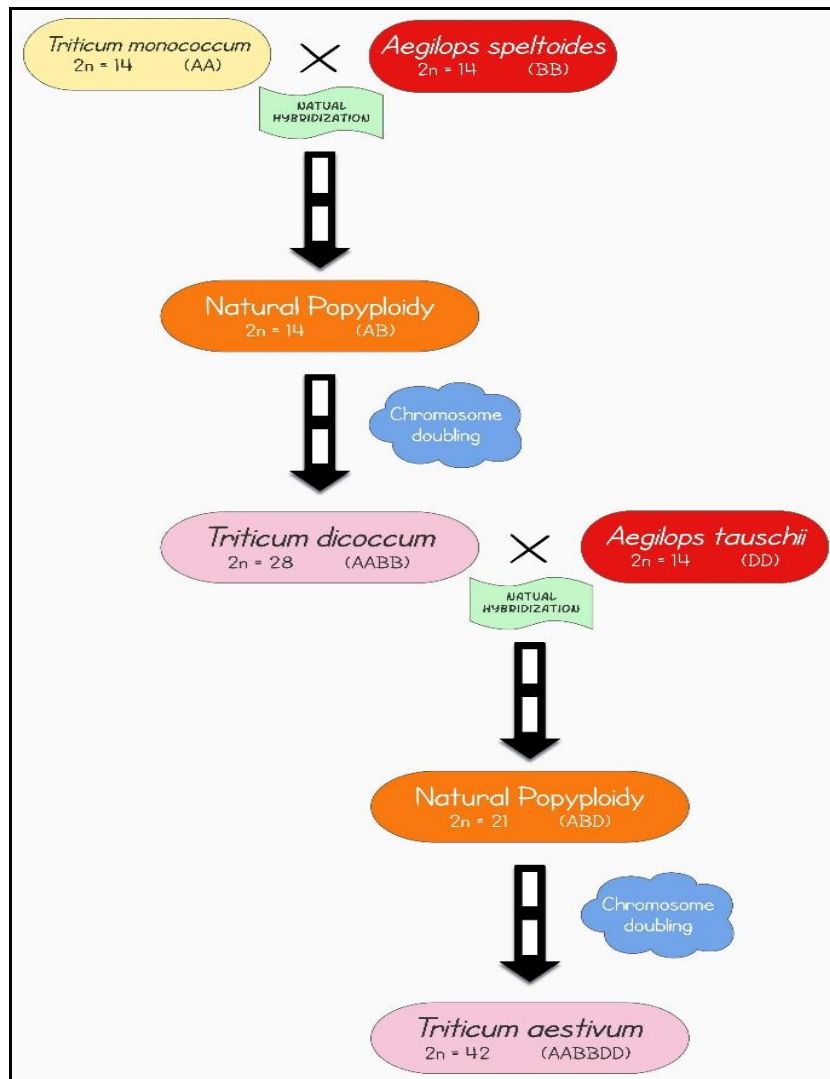 Triticum monococcum
2n = 14 (AA)
Aegilops speltoides
2n = 14 (BB)
NATUAL
HYBRIDIZATION
Natural Popyploidy
2n = 14 (AB)
Chromosome
doubling
Triticum dicoccum
2n = 28 (AABB)
Aegilops tauschii
2n = 14 (DD)
NATUAL
HYBRIDIZATION
Natural Popyploidy
2n = 21 (ABD)
Chromosome
doubling
Triticum aestivum
2n = 42 (AABBDD)